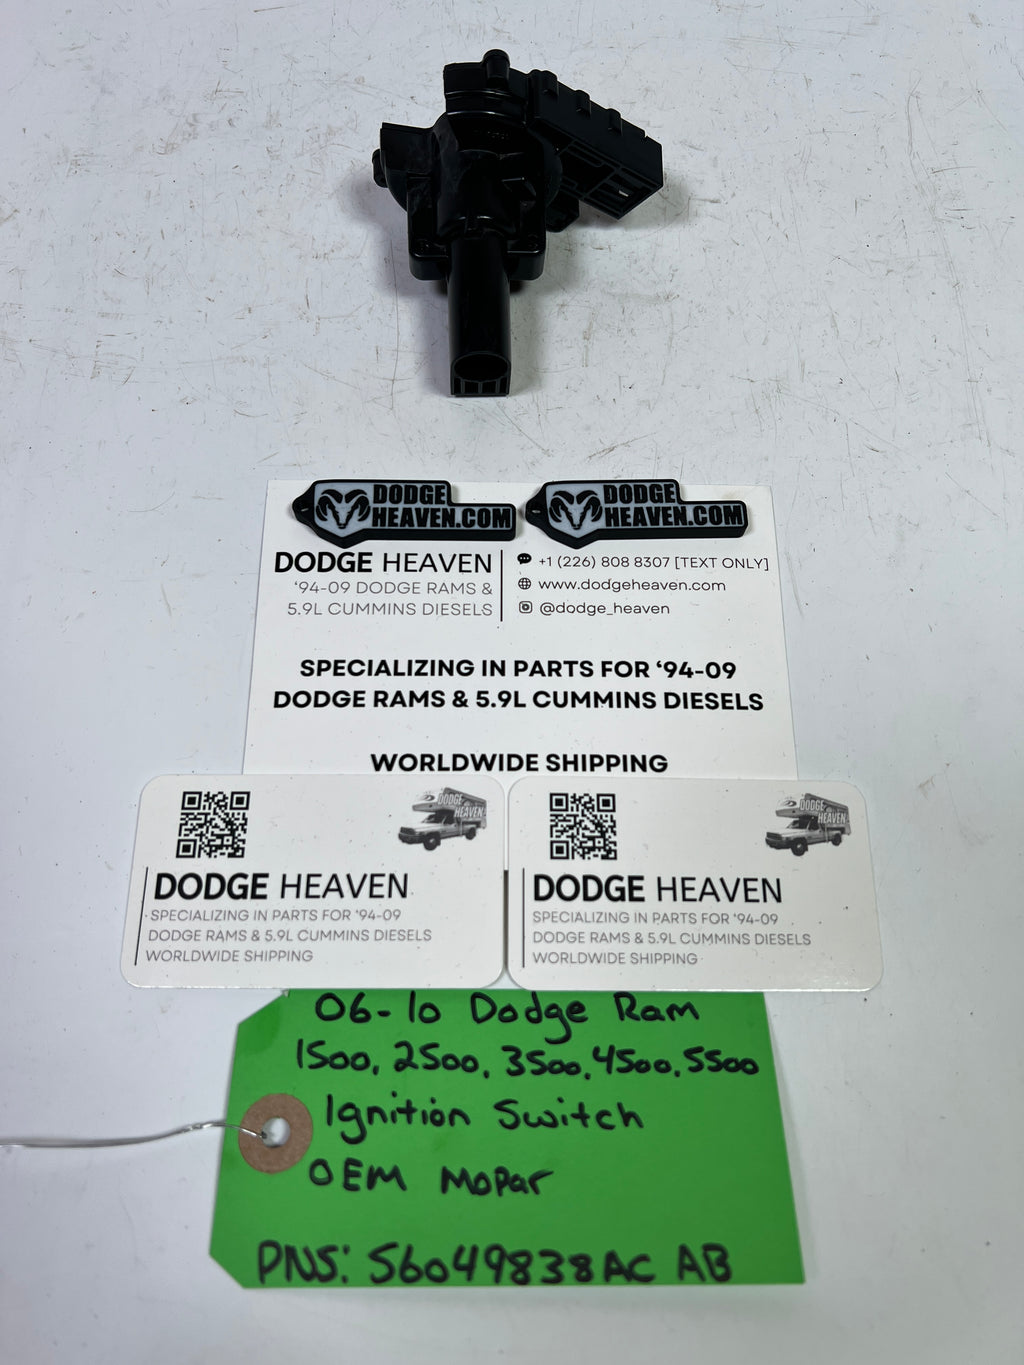 DODGE
HEAVEN.COM
DODGE
HEAVEN.COM
DODGE HEAVEN
'94-09 DODGE RAMS &
5.9L CUMMINS DIESELS
+1 (226) 808 8307 [TEXT ONLY]
www.dodgeheaven.com
@dodge_heaven
SPECIALIZING IN PARTS FOR '94-09
DODGE RAMS & 5.9L CUMMINS DIESELS
WORLDWIDE SHIPPING
DODGE
HEAVEN
DODGE HEAVEN
SPECIALIZING IN PARTS FOR '94-09
DODGE RAMS & 5.9L CUMMINS DIESELS
WORLDWIDE SHIPPING
DODGE
HEAVEN
DODGE HEAVEN
SPECIALIZING IN PARTS FOR '94-09
DODGE RAMS & 5.9L CUMMINS DIESELS
WORLDWIDE SHIPPING
06-10 Dodge Ram
1500, 2500, 3500, 4500, 5500
Ignition Switch
OEM Mopar
PNS: 56049838AC AB